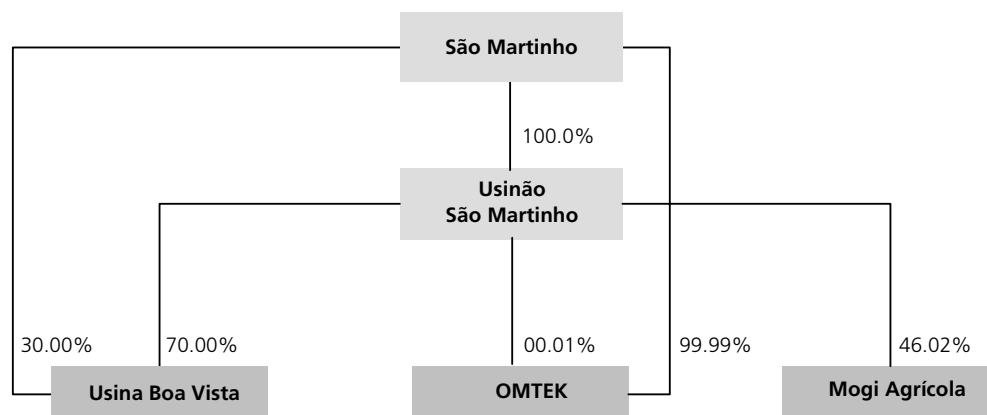 São Martinho
100.0%
Usinão
São Martinho
30.00%
70.00%
00.01%
99.99%
46.02%
Usina Boa Vista
OMTEK
Mogi Agrícola